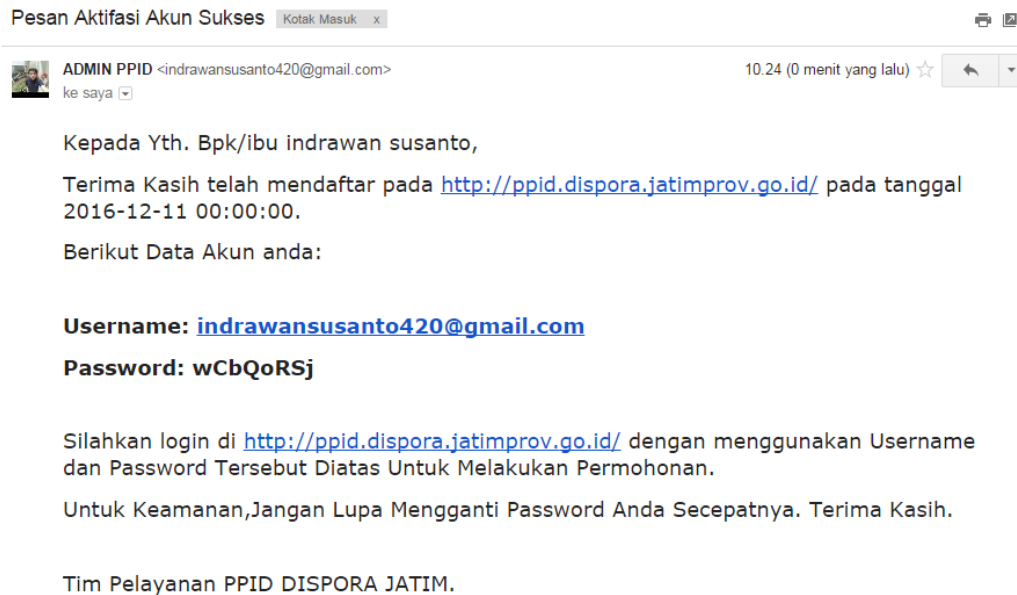 Pesan Aktifasi Akun Sukses Kotak Masuk x
ADMIN PPID <indrawansusanto420@gmail.com> 10.24 (0 menit yang lalu)
ke saya
Kepada Yth. Bpk/ibu indrawan susanto,
Terima Kasih telah mendaftar pada http://ppid.dispora.jatimprov.go.id/ pada tanggal
2016-12-11 00:00:00.
Berikut Data Akun anda:
Username: indrawansusanto420@gmail.com
Password: wCbQoRSj
Silahkan login di http://ppid.dispora.jatimprov.go.id/ dengan menggunakan Username
dan Password Tersebut Diatas Untuk Melakukan Permohonan.
Untuk Keamanan,Jangan Lupa Mengganti Password Anda Secepatnya. Terima Kasih.
Tim Pelayanan PPID DISPORA JATIM.